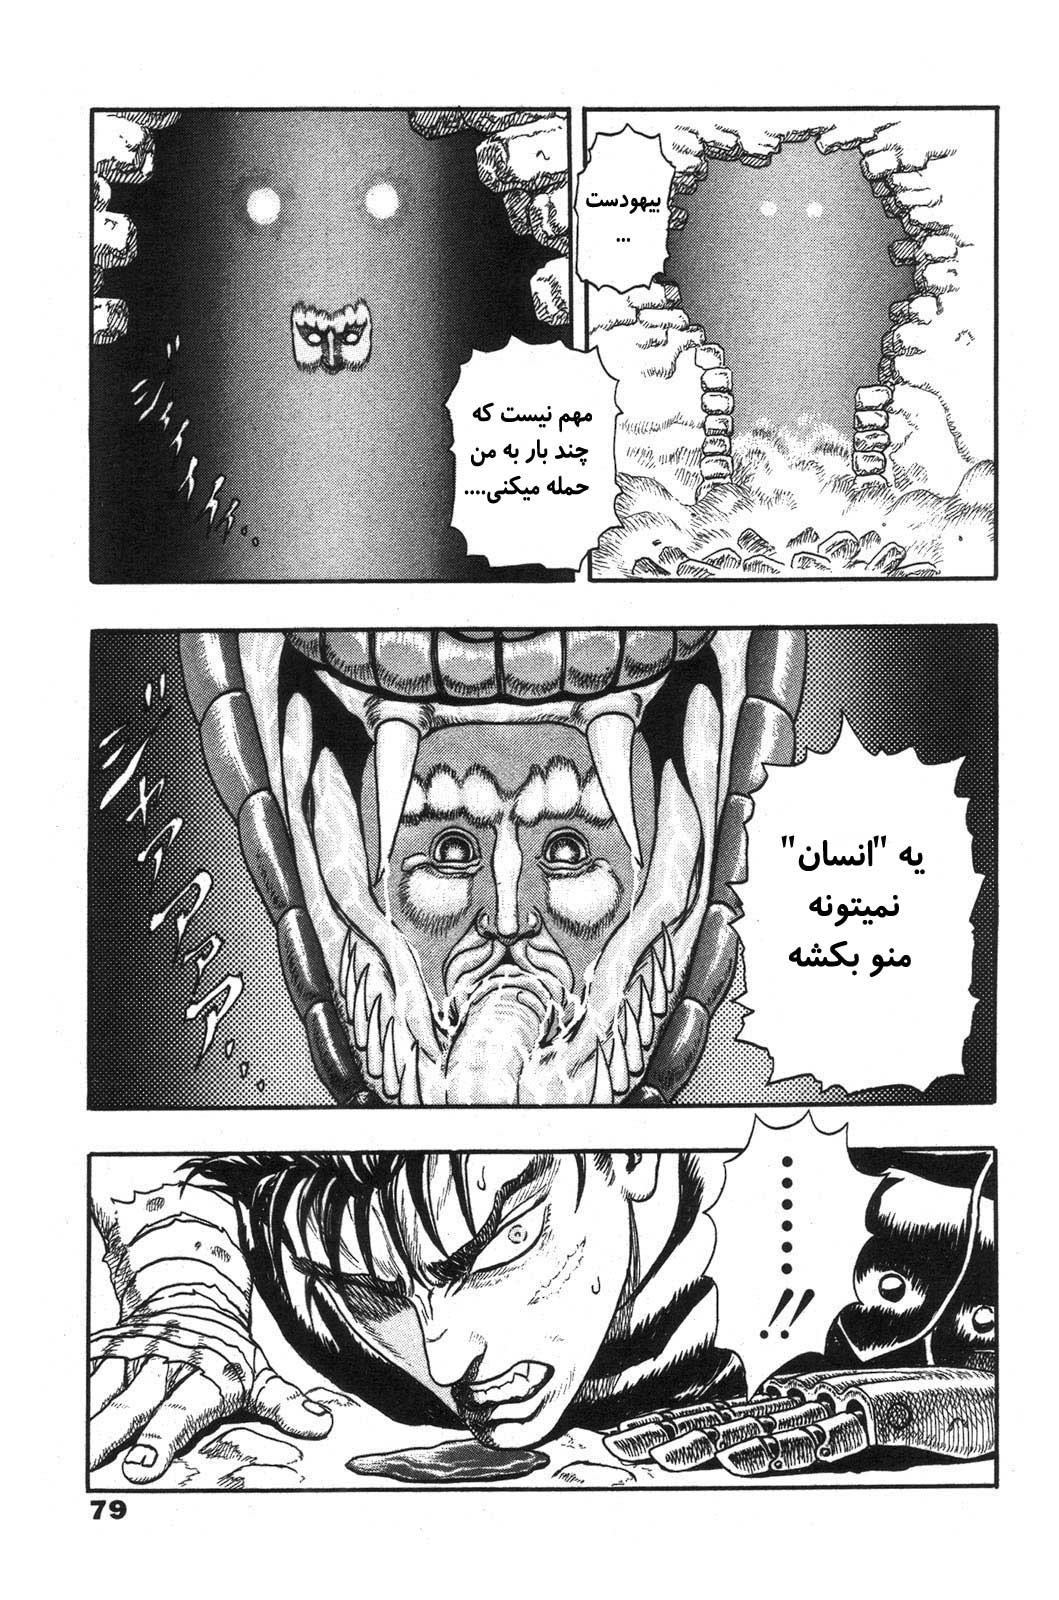 بیهودست
...
مهم نیست که
چند بار به من
حمله میکنی....
یه "انسان"
نمیتونه
منو بکشه
......!!
79